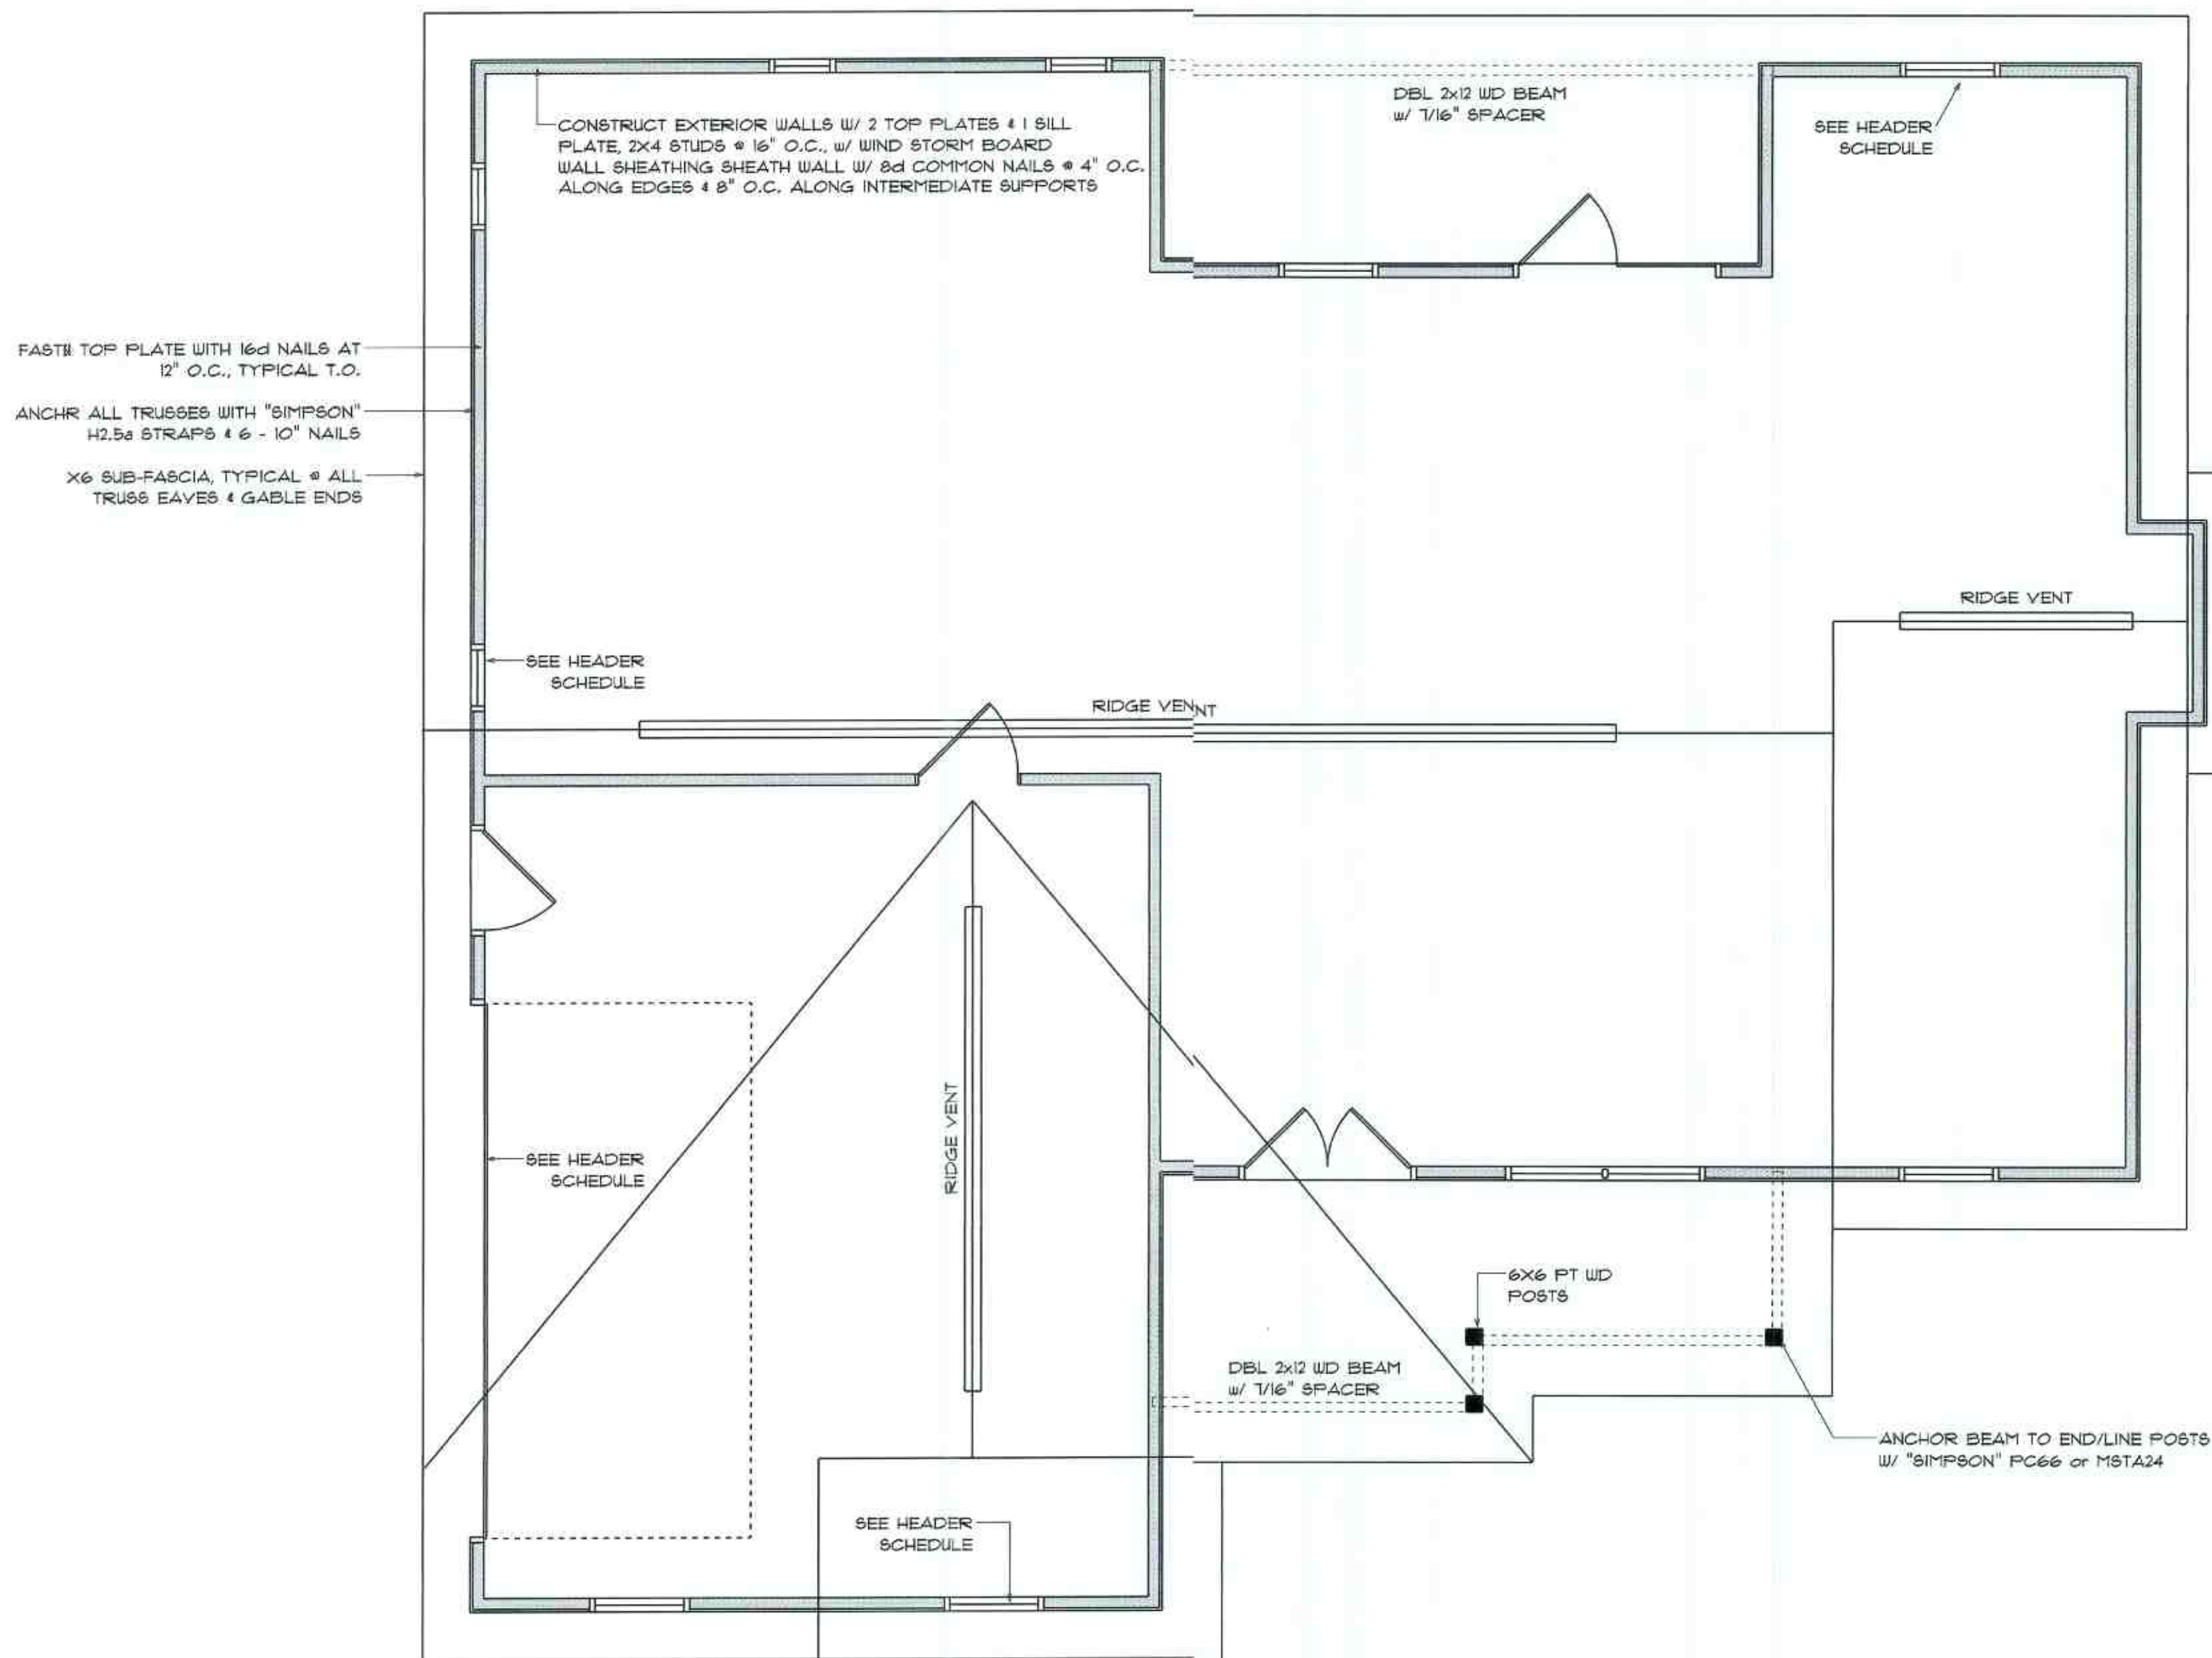 CONSTRUCT EXTERIOR WALLS W/ 2 TOP PLATES & 1 SILL
PLATE, 2X4 STUDS @ 16" O.C., w/ WIND STORM BOARD
WALL SHEATHING SHEATH WALL W/ 8d COMMON NAILS @ 4" O.C.
ALONG EDGES & 8" O.C. ALONG INTERMEDIATE SUPPORTS
DBL 2x12 WD BEAM
w/ 7/16" SPACER
SEE HEADER
SCHEDULE
FASTN TOP PLATE WITH 16d NAILS AT
12" O.C., TYPICAL T.O.
ANCHR ALL TRUSSES WITH "SIMPSON"
H2.5a STRAPS & 6 - 10" NAILS
X6 SUB-FASCIA, TYPICAL @ ALL
TRUSS EAVES & GABLE ENDS
RIDGE VENT
SEE HEADER
SCHEDULE
RIDGE VENNT
RIDGE VENT
SEE HEADER
SCHEDULE
6X6 PT WD
POSTS
DBL 2x12 WD BEAM
w/ 7/16" SPACER
ANCHOR BEAM TO END/LINE POSTS
W/ "SIMPSON" PC66 or MSTA24
SEE HEADER
SCHEDULE